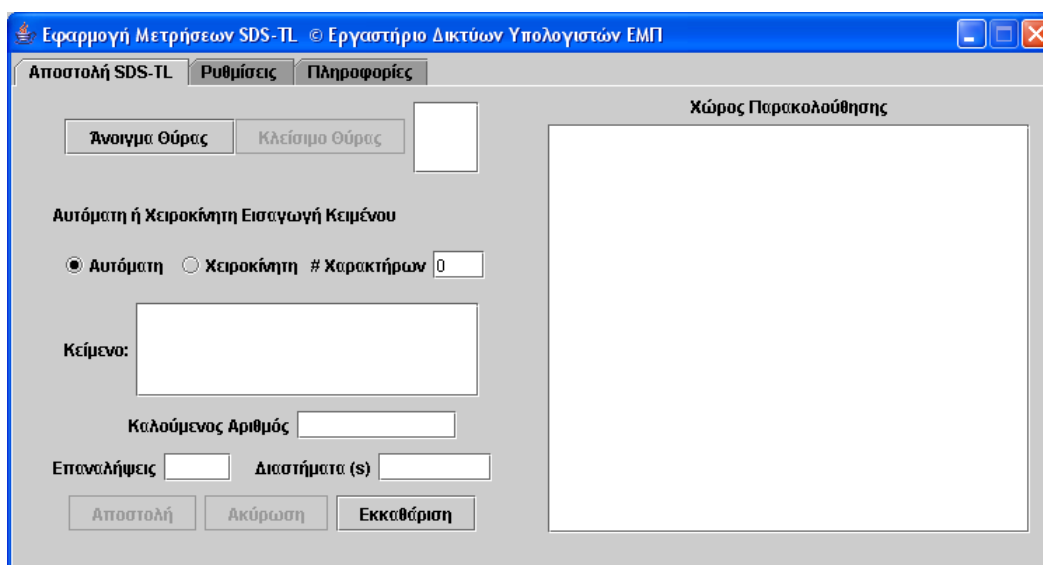 Εφαρμογή Μετρήσεων SDS-TL © Εργαστήριο Δικτύων Υπολογιστών ΕΜΠ
Αποστολή SDS-TL Ρυθμίσεις Πληροφορίες
Άνοιγμα Θύρας Κλείσιμο Θύρας
Χώρος Παρακολούθησης
Αυτόματη ή Χειροκίνητη Εισαγωγή Κειμένου
Αυτόματη Χειροκίνητη # Χαρακτήρων 0
Κείμενο:
Καλούμενος Αριθμός
Επαναλήψεις Διαστήματα (s)
Αποστολή Ακύρωση Εκκαθάριση